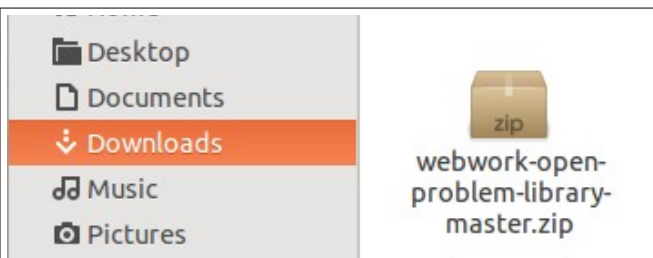 Desktop
Documents
Downloads
Music
Pictures
zip
webwork-open-
problem-library-
master.zip